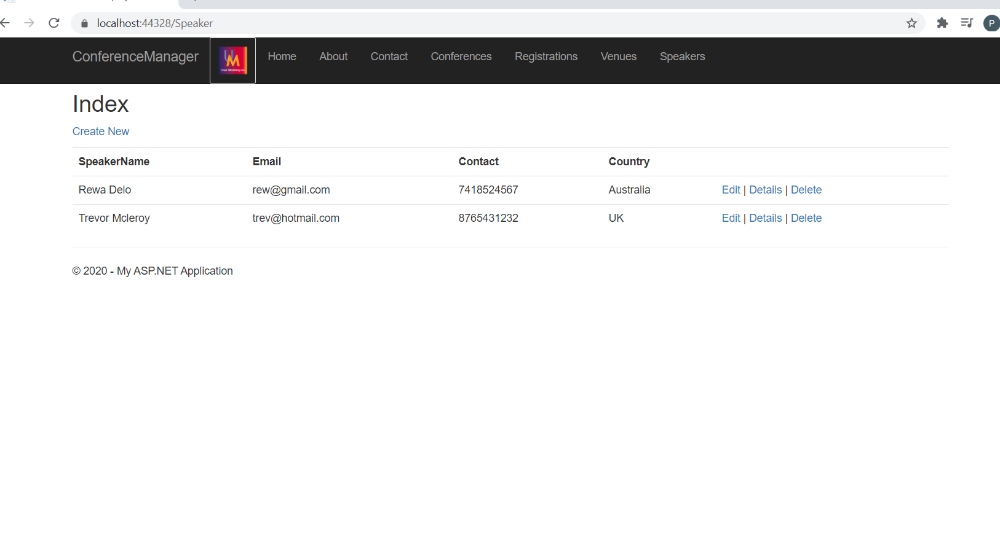 localhost:44328/Speaker
P
ConferenceManager Home About Contact Conferences Registrations Venues Speakers
Index
Create New
SpeakerName Email Contact Country
Rewa Delo rew@gmail.com 7418524567 Australia Edit | Details | Delete
Trevor Mcleroy trev@hotmail.com 8765431232 UK Edit | Details | Delete
© 2020 - My ASP.NET Application